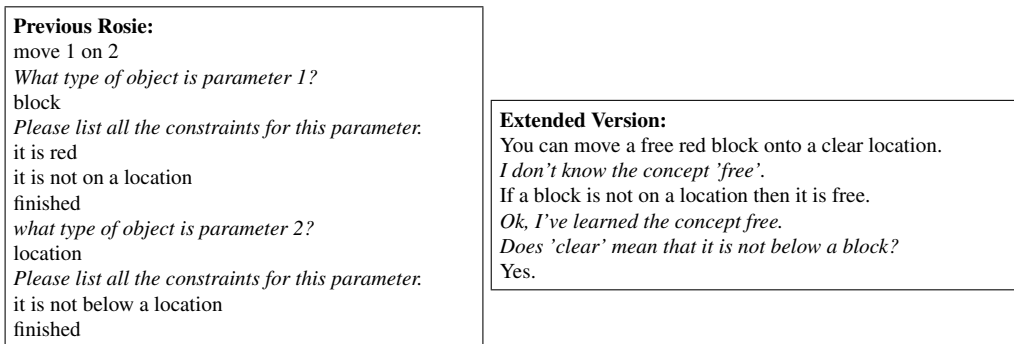 Previous Rosie:
move 1 on 2
What type of object is parameter 1?
block
Please list all the constraints for this parameter.
it is red
it is not on a location
finished
what type of object is parameter 2?
location
Please list all the constraints for this parameter.
it is not below a location
finished
Extended Version:
You can move a free red block onto a clear location.
I don't know the concept 'free'.
If a block is not on a location then it is free.
Ok, I've learned the concept free.
Does 'clear' mean that it is not below a block?
Yes.